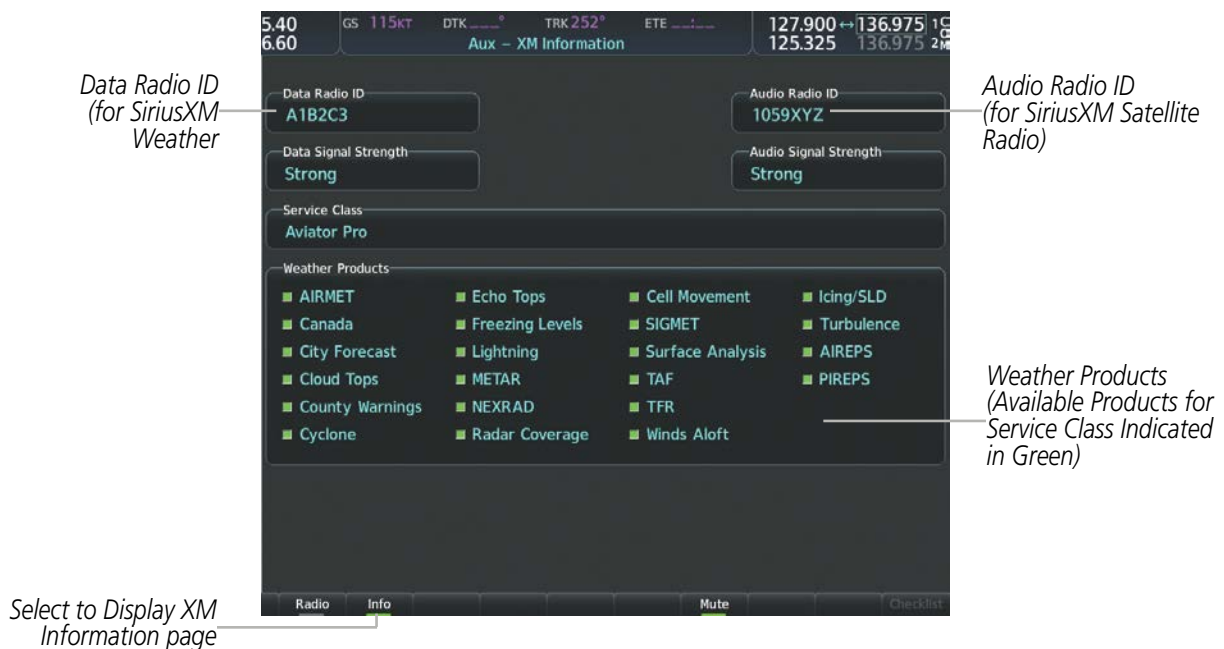 5.40 GS 115KT DTK ___° TRK 252° ETE __:__ 127.900 ↔ 136.975 1
6.60 Aux – XM Information 125.325 136.975 2
COM
Data Radio ID
(for SiriusXM
Weather
Data Radio ID
A1B2C3
Audio Radio ID
1059XYZ
Audio Radio ID
(for SiriusXM Satellite
Radio)
Data Signal Strength
Strong
Audio Signal Strength
Strong
Service Class
Aviator Pro
Weather Products
AIRMET Echo Tops Cell Movement Icing/SLD
Canada Freezing Levels SIGMET Turbulence
City Forecast Lightning Surface Analysis AIREPS
Cloud Tops METAR TAF PIREPS
County Warnings NEXRAD TFR
Cyclone Radar Coverage Winds Aloft
Weather Products
(Available Products for
Service Class Indicated
in Green)
Radio Info Mute Checklist
Select to Display XM
Information page